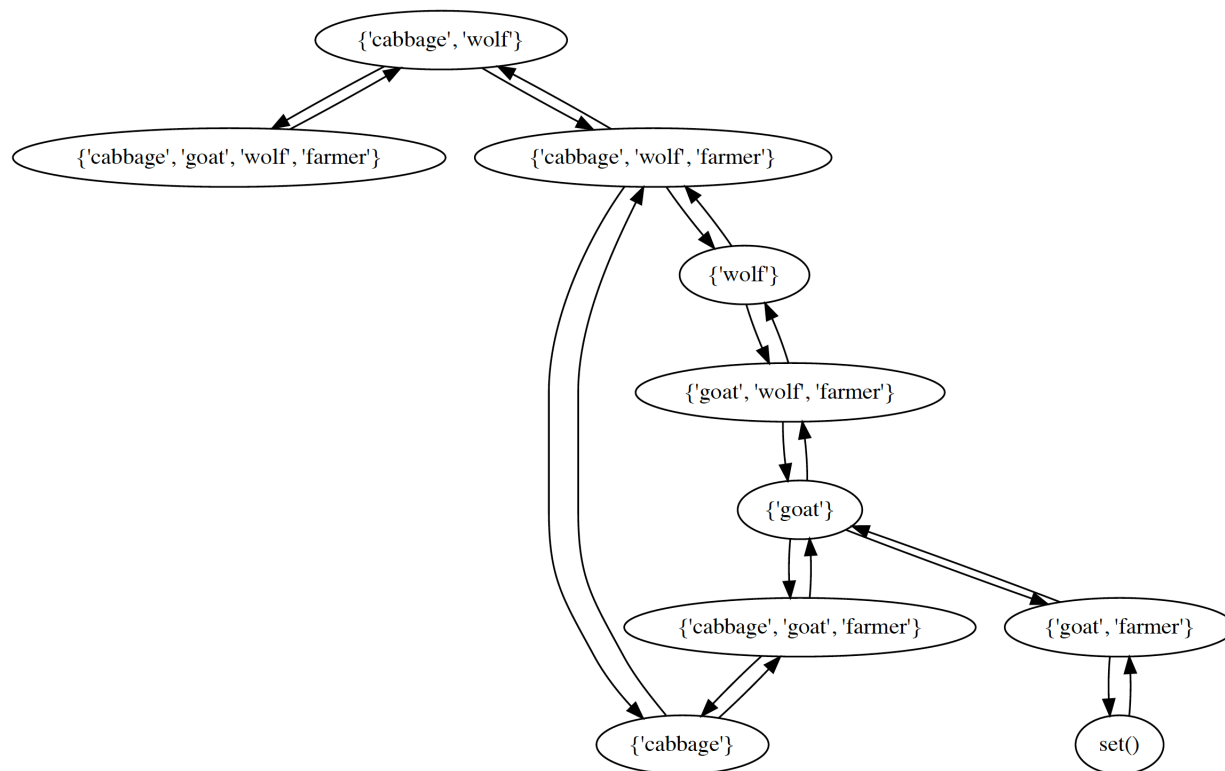 {'cabbage', 'wolf'}
{'cabbage', 'goat', 'wolf', 'farmer'}
{'cabbage', 'wolf', 'farmer'}
{'wolf'}
{'goat', 'wolf', 'farmer'}
{'goat'}
{'cabbage', 'goat', 'farmer'}
{'goat', 'farmer'}
{'cabbage'}
set()